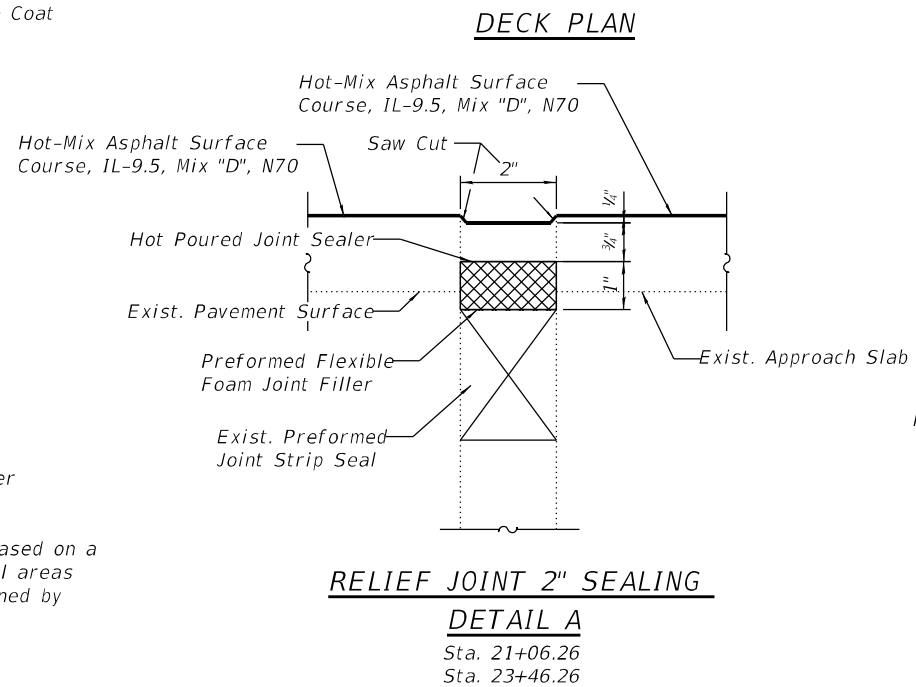 Coat
DECK PLAN
Hot-Mix Asphalt Surface
Course, IL-9.5, Mix "D", N70
Hot-Mix Asphalt Surface
Course, IL-9.5, Mix "D", N70
Saw Cut
2"
¼"
Hot Poured Joint Sealer
¾"
1"
Exist. Pavement Surface
Preformed Flexible
Foam Joint Filler
Exist. Approach Slab
Exist. Preformed
Joint Strip Seal
er
ased on a
l areas
ned by
RELIEF JOINT 2" SEALING
DETAIL A
Sta. 21+06.26
Sta. 23+46.26